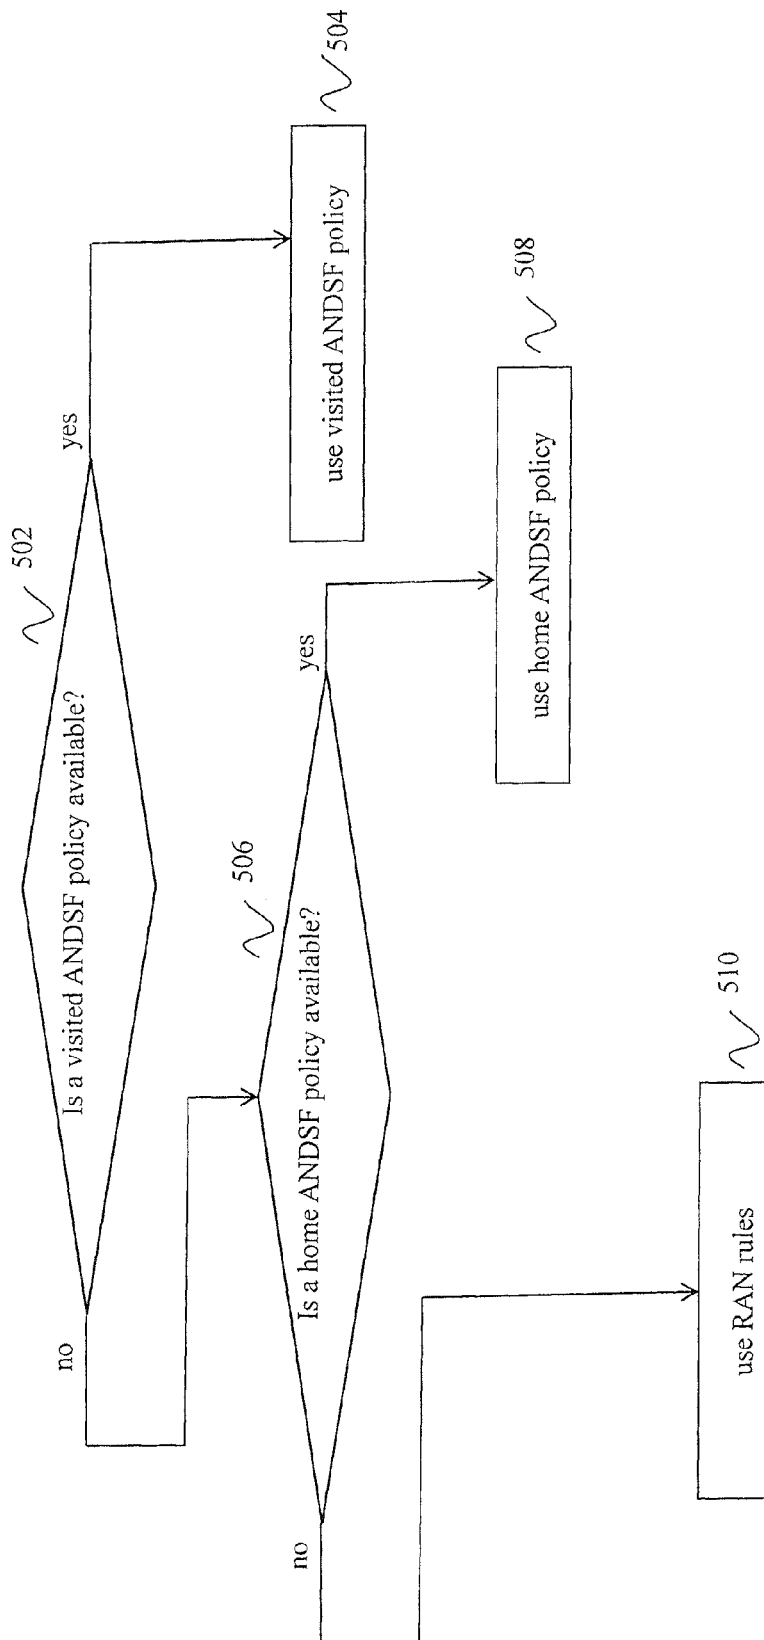 Is a visited ANDSF policy available?
502
yes
no
use visited ANDSF policy
504
Is a home ANDSF policy available?
506
yes
no
use home ANDSF policy
508
use RAN rules
510